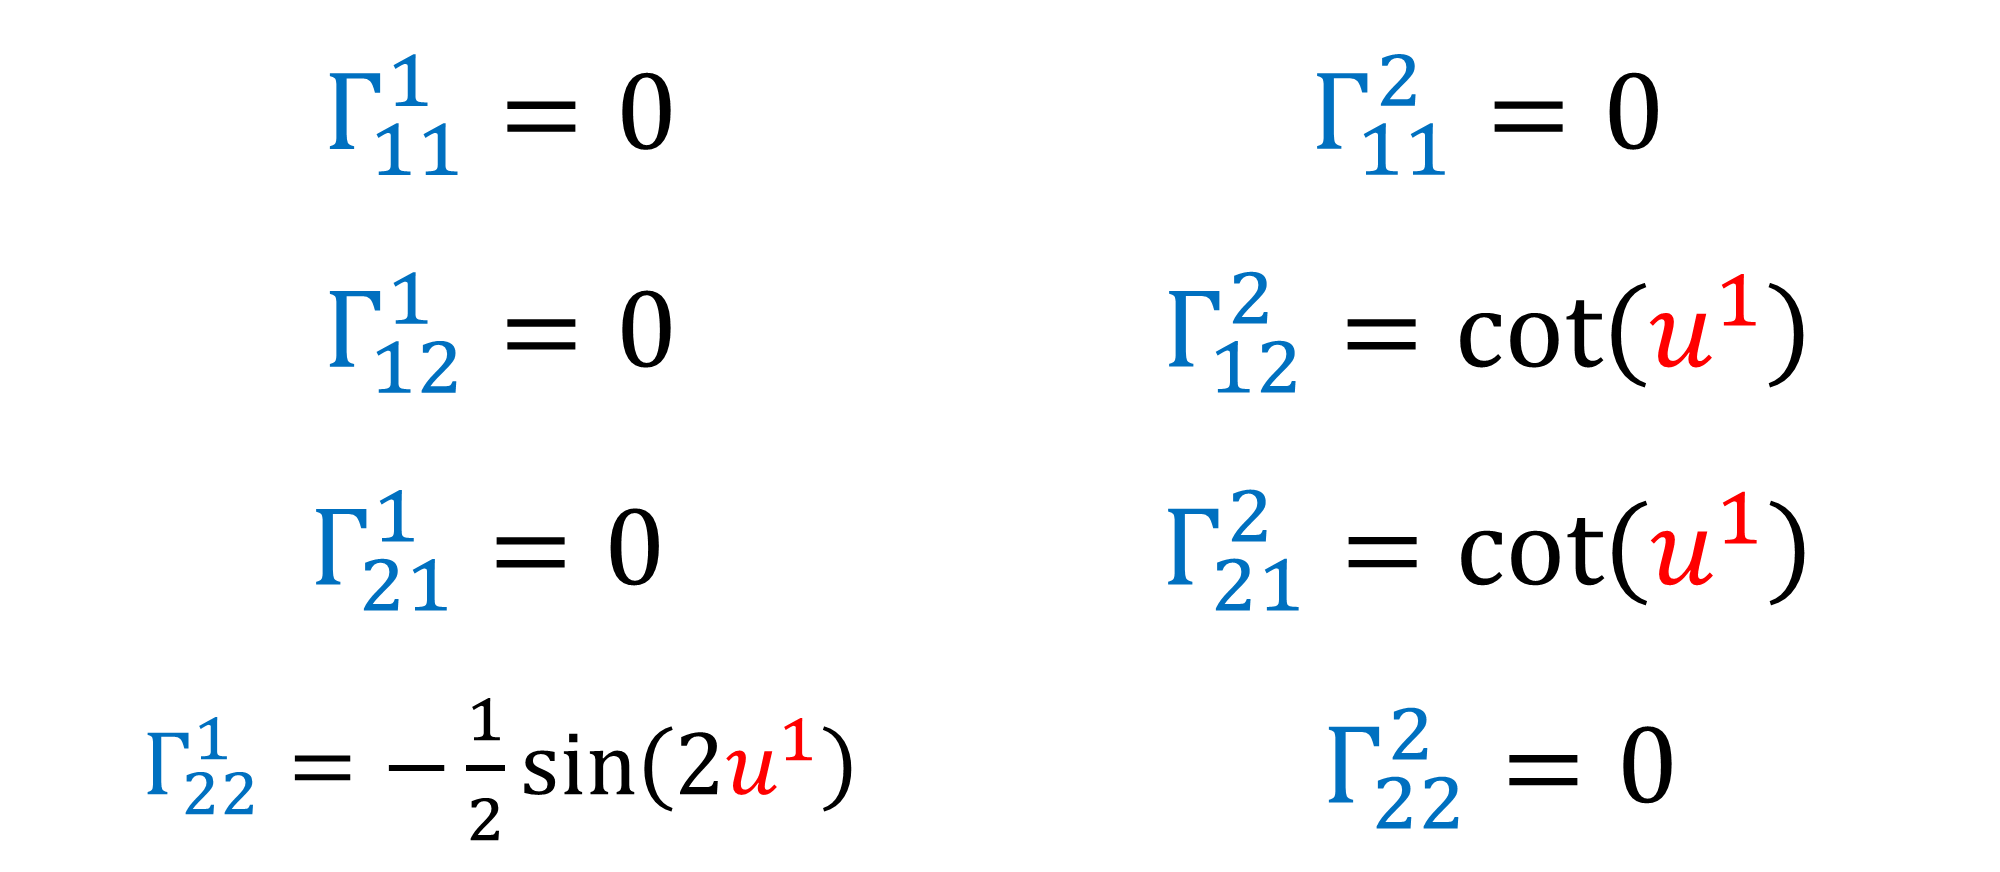 Γ¹₁₁ = 0
Γ²₁₁ = 0
Γ¹₁₂ = 0
Γ²₁₂ = cot(u¹)
Γ¹₂₁ = 0
Γ²₂₁ = cot(u¹)
Γ¹₂₂ = −½ sin(2u¹)
Γ²₂₂ = 0